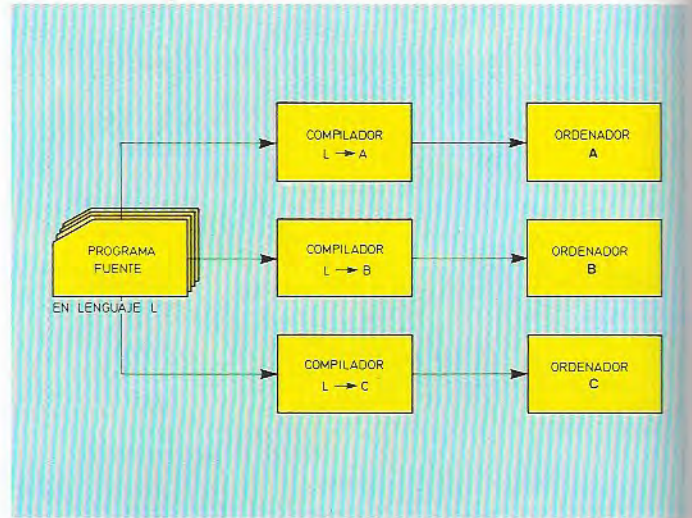 COMPILADOR
L → A
ORDENADOR
A
PROGRAMA
FUENTE
EN LENGUAJE L
COMPILADOR
L → B
ORDENADOR
B
COMPILADOR
L → C
ORDENADOR
C